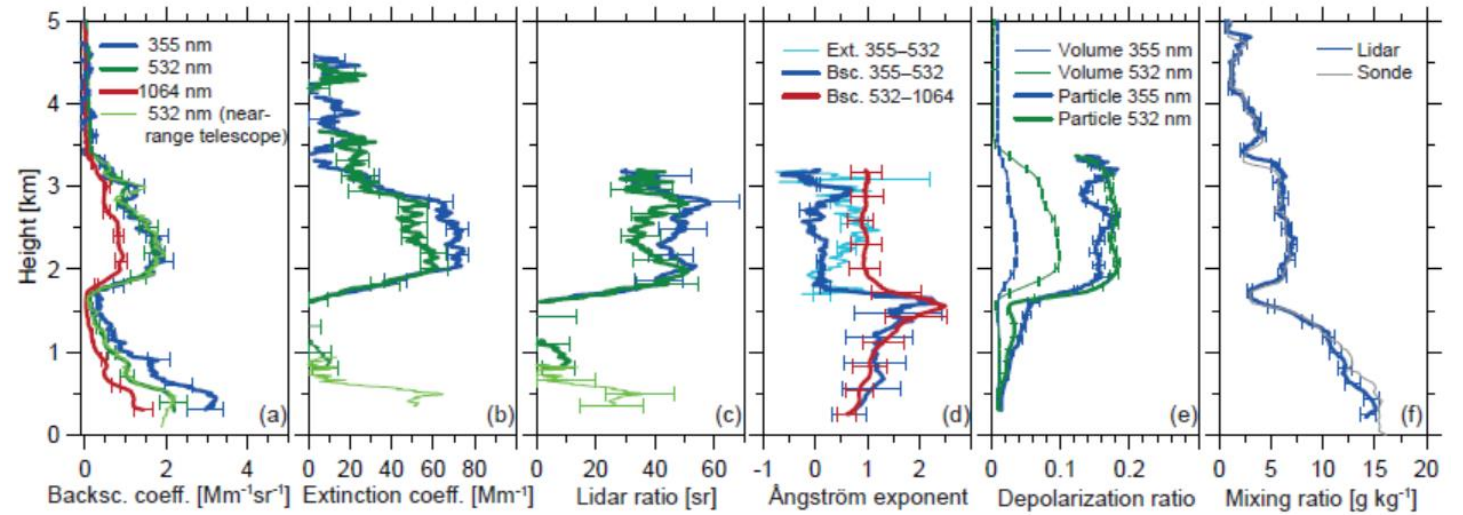 5
4
3
2
1
0
Height [km]
355 nm
532 nm
1064 nm
532 nm (near-
range telescope)
(a)
0
2
4
Backsc. coeff. [Mm-1sr-1]
(b)
0
20
40
60
80
Extinction coeff. [Mm-1]
(c)
0
20
40
60
Lidar ratio [sr]
Ext. 355–532
Bsc. 355–532
Bsc. 532–1064
(d)
-1
0
1
2
Ångström exponent
Volume 355 nm
Volume 532 nm
Particle 355 nm
Particle 532 nm
(e)
0
0.1
0.2
Depolarization ratio
Lidar
Sonde
(f)
0
5
10
15
20
Mixing ratio [g kg-1]